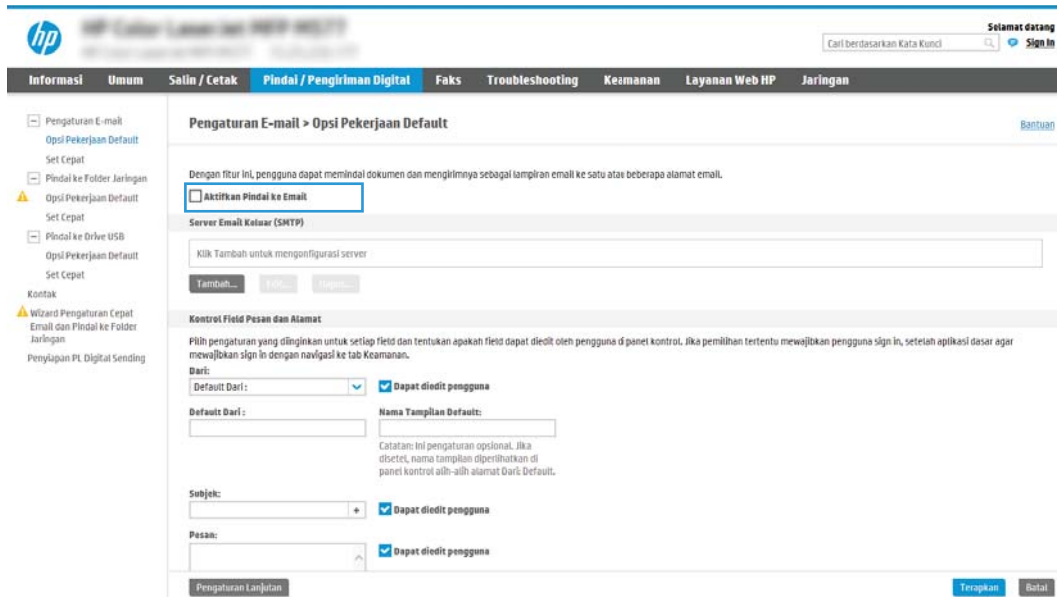 hp
Selamat datang
Cari berdasarkan Kata Kunci
Sign In
Informasi Umum Salin / Cetak Pindai / Pengiriman Digital Faks Troubleshooting Keamanan Layanan Web HP Jaringan
Pengaturan E-mail
Opsi Pekerjaan Default
Set Cepat
Pindai ke Folder Jaringan
Opsi Pekerjaan Default
Set Cepat
Pindai ke Drive USB
Opsi Pekerjaan Default
Set Cepat
Kontak
Wizard Pengaturan Cepat
Email dan Pindai ke Folder
Jaringan
Penyiapan PL Digital Sending
Pengaturan E-mail > Opsi Pekerjaan Default
Bantuan
Dengan fitur ini, pengguna dapat memindai dokumen dan mengirimnya sebagai lampiran email ke satu atau beberapa alamat email.
Aktifkan Pindai ke Email
Server Email Keluar (SMTP)
Klik Tambah untuk mengonfigurasi server
Tambah... Edit... Hapus...
Kontrol Field Pesan dan Alamat
Pilih pengaturan yang diinginkan untuk setiap field dan tentukan apakah field dapat diedit oleh pengguna di panel kontrol. Jika pemilihan tertentu mewajibkan pengguna sign in, setelah aplikasi dasar agar
mewajibkan sign in dengan navigasi ke tab Keamanan.
Dari:
Default Dari :
Dapat diedit pengguna
Default Dari :
Nama Tampilan Default:
Catatan: Ini pengaturan opsional. Jika
disetel, nama tampilan diperlihatkan di
panel kontrol alih-alih alamat Dari: Default.
Subjek:
+
Dapat diedit pengguna
Pesan:
Dapat diedit pengguna
Pengaturan Lanjutan
Terapkan
Batal